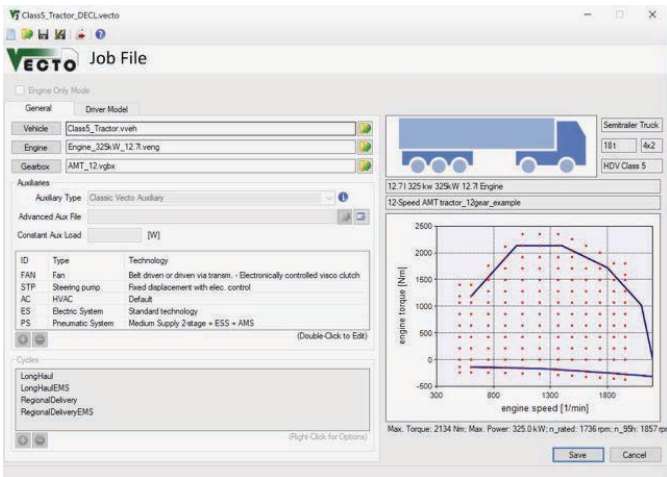 Class5_Tractor_DECL.vecto
VECTO Job File
Engine Only Mode
General Driver Model
Vehicle Class5_Tractor.vveh
Engine Engine_325kW_12.7l.veng
Gearbox AMT_12.vgbx
Auxiliaries
Auxiliary Type Classic Vecto Auxiliary
Advanced Aux File
Constant Aux Load [W]
ID Type Technology
FAN Fan Belt driven or driven via transm. - Electronically controlled visco clutch
STP Steering pump Fixed displacement with elec. control
AC HVAC Default
ES Electric System Standard technology
PS Pneumatic System Medium Supply 2-stage + ESS + AMS
(Double-Click to Edit)
Cycles
LongHaul
LongHaulEMS
RegionalDelivery
RegionalDeliveryEMS
(Right-Click for Options)
Semitrailer Truck
18t 4x2
HDV Class 5
12.7l 325 kw 325kW 12.7l Engine
12-Speed AMT tractor_12gear_example
engine torque [Nm]
2500
2000
1500
1000
500
0
-500
300 800 1300 1800
engine speed [1/min]
Max. Torque: 2134 Nm; Max. Power: 325.0 kW; n_rated: 1736 rpm; n_95h: 1857 rp
Save Cancel